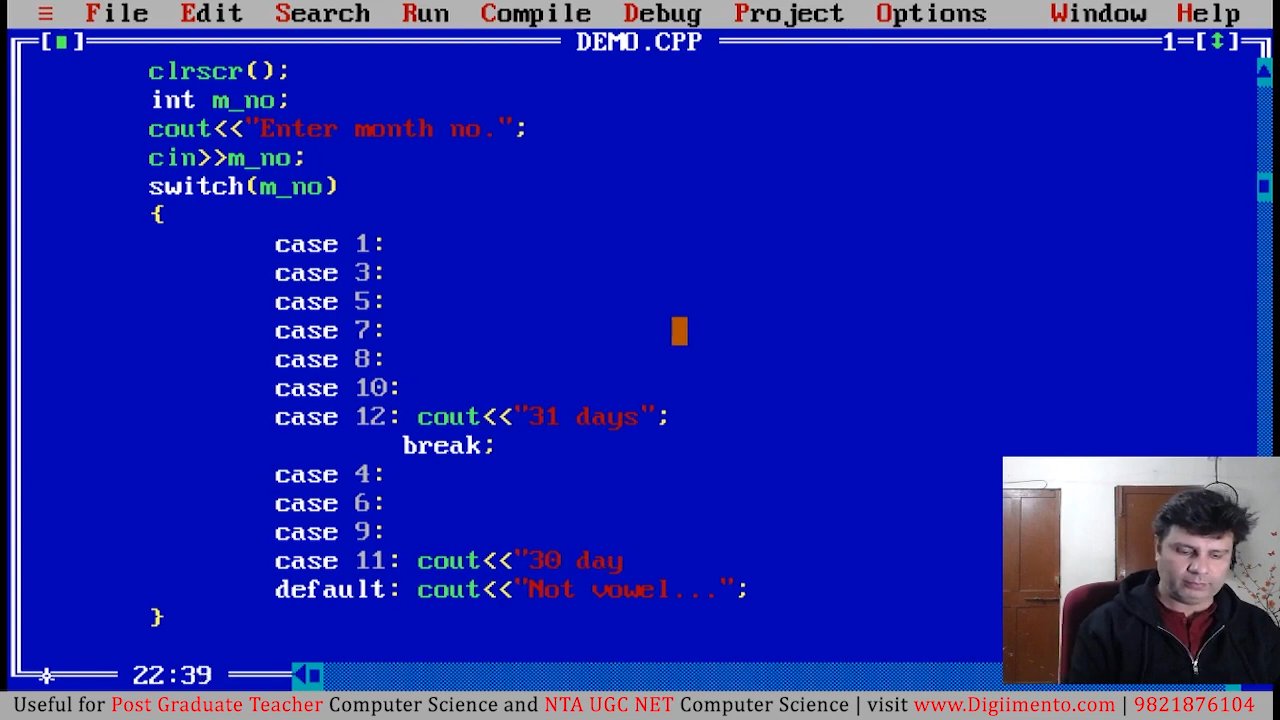 ≡ File Edit Search Run Compile Debug Project Options Window Help
[■] DEMO.CPP 1=[↕]
clrscr();
int m_no;
cout<<"Enter month no.";
cin>>m_no;
switch(m_no)
{
case 1:
case 3:
case 5:
case 7:
case 8:
case 10:
case 12: cout<<"31 days";
break;
case 4:
case 6:
case 9:
case 11: cout<<"30 day
default: cout<<"Not vowel...";
}
22:39
Useful for Post Graduate Teacher Computer Science and NTA UGC NET Computer Science | visit www.Digiimento.com | 9821876104